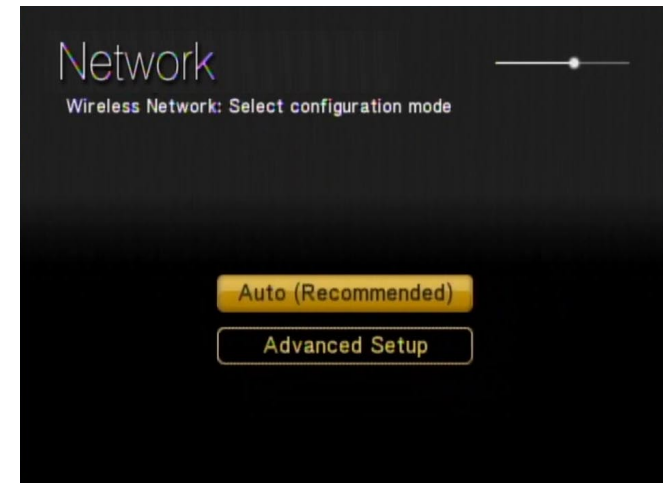 Network
Wireless Network: Select configuration mode
Auto (Recommended)
Advanced Setup